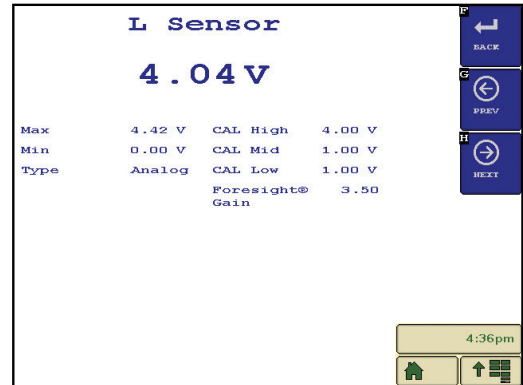 L Sensor
4.04V
Max 4.42 V CAL High 4.00 V
Min 0.00 V CAL Mid 1.00 V
Type Analog CAL Low 1.00 V
Foresight® 3.50
Gain
F
BACK
G
PREV
H
NEXT
4:36pm